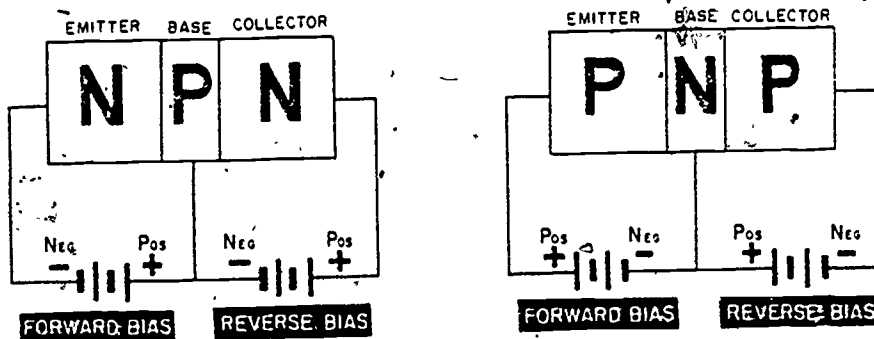 EMITTER BASE COLLECTOR
N P N
NEG POS NEG POS
− + − +
FORWARD BIAS REVERSE BIAS
EMITTER BASE COLLECTOR
P N P
POS NEG POS NEG
+ − + −
FORWARD BIAS REVERSE BIAS